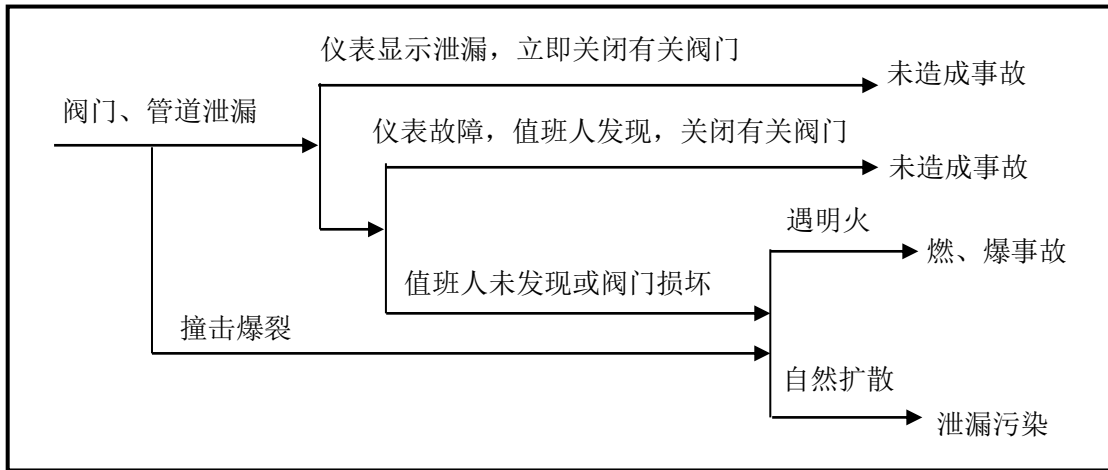 仪表显示泄漏，立即关闭有关阀门
未造成事故
阀门、管道泄漏
仪表故障，值班人发现，关闭有关阀门
未造成事故
遇明火
燃、爆事故
值班人未发现或阀门损坏
撞击爆裂
自然扩散
泄漏污染